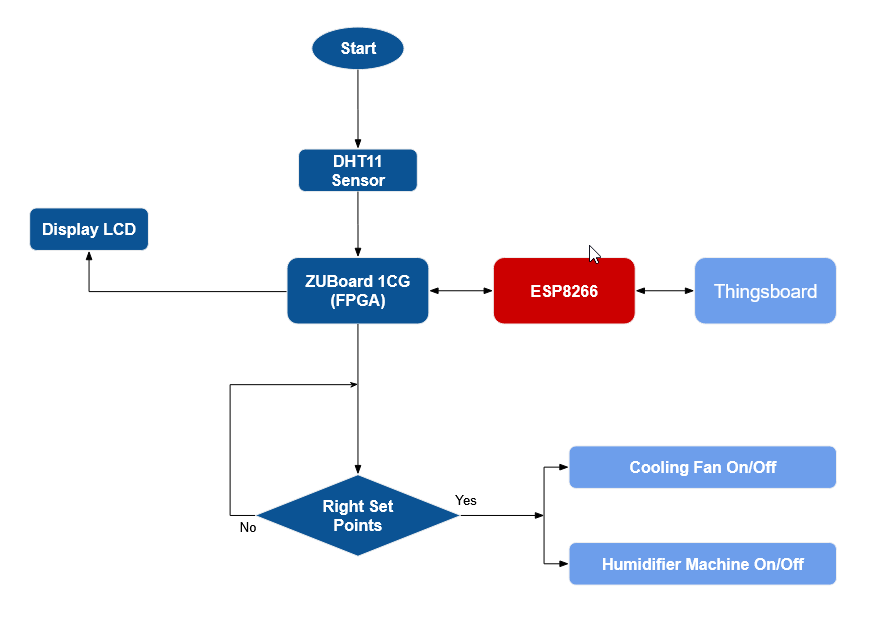 Start
DHT11
Sensor
Display LCD
ZUBoard 1CG
(FPGA)
ESP8266
Thingsboard
Right Set
Points
No
Yes
Cooling Fan On/Off
Humidifier Machine On/Off